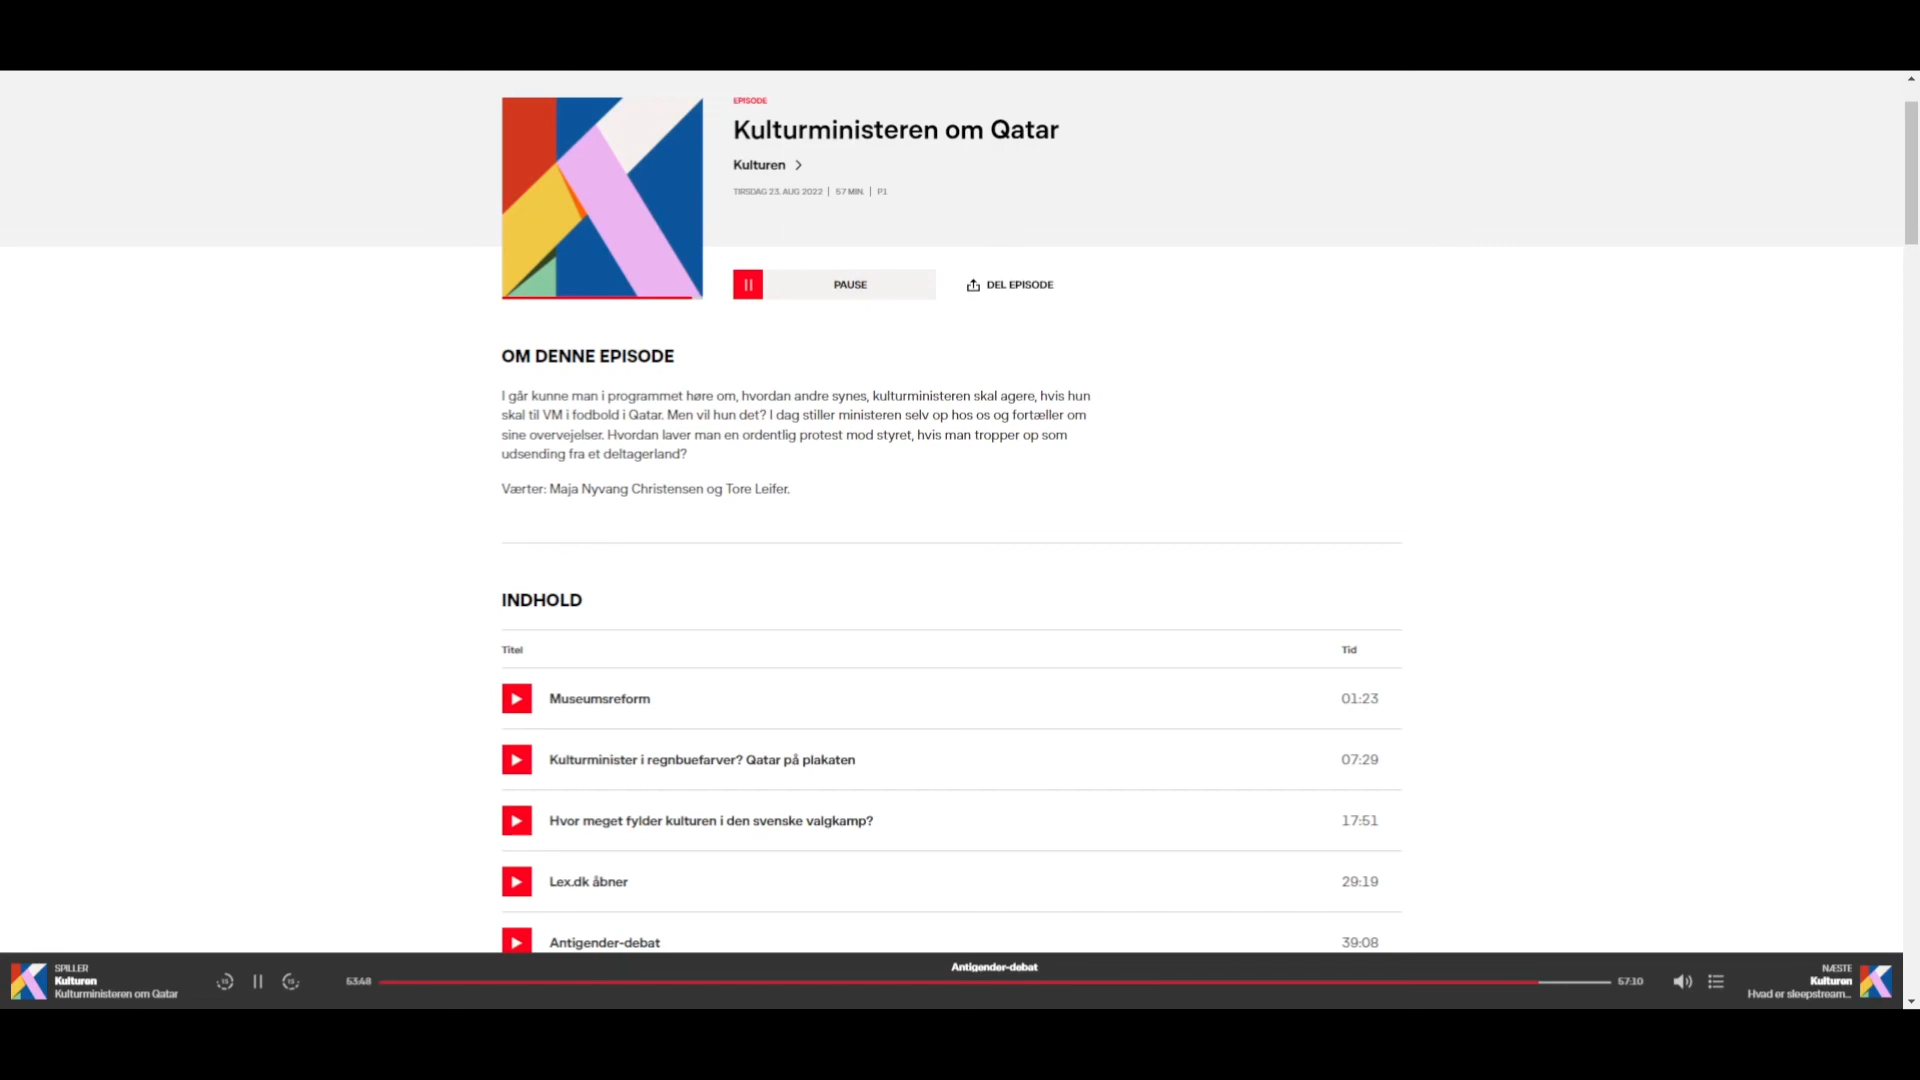 EPISODE
Kulturministeren om Qatar
Kulturen
TIRSDAG 23. AUG 2022 | 57 MIN. | P1
PAUSE
DEL EPISODE
OM DENNE EPISODE
I går kunne man i programmet høre om, hvordan andre synes, kulturministeren skal agere, hvis hun
skal til VM i fodbold i Qatar. Men vil hun det? I dag stiller ministeren selv op hos os og fortæller om
sine overvejelser. Hvordan laver man en ordentlig protest mod styret, hvis man tropper op som
udsending fra et deltagerland?
Værter: Maja Nyvang Christensen og Tore Leifer.
INDHOLD
Titel Tid
Museumsreform 01:23
Kulturminister i regnbuefarver? Qatar på plakaten 07:29
Hvor meget fylder kulturen i den svenske valgkamp? 17:51
Lex.dk åbner 29:19
Antigender-debat 39:08
SPILLER
Kulturen
Kulturministeren om Qatar
15
15
53:48
Antigender-debat
57:10
NÆSTE
Kulturen
Hvad er sleepstream...